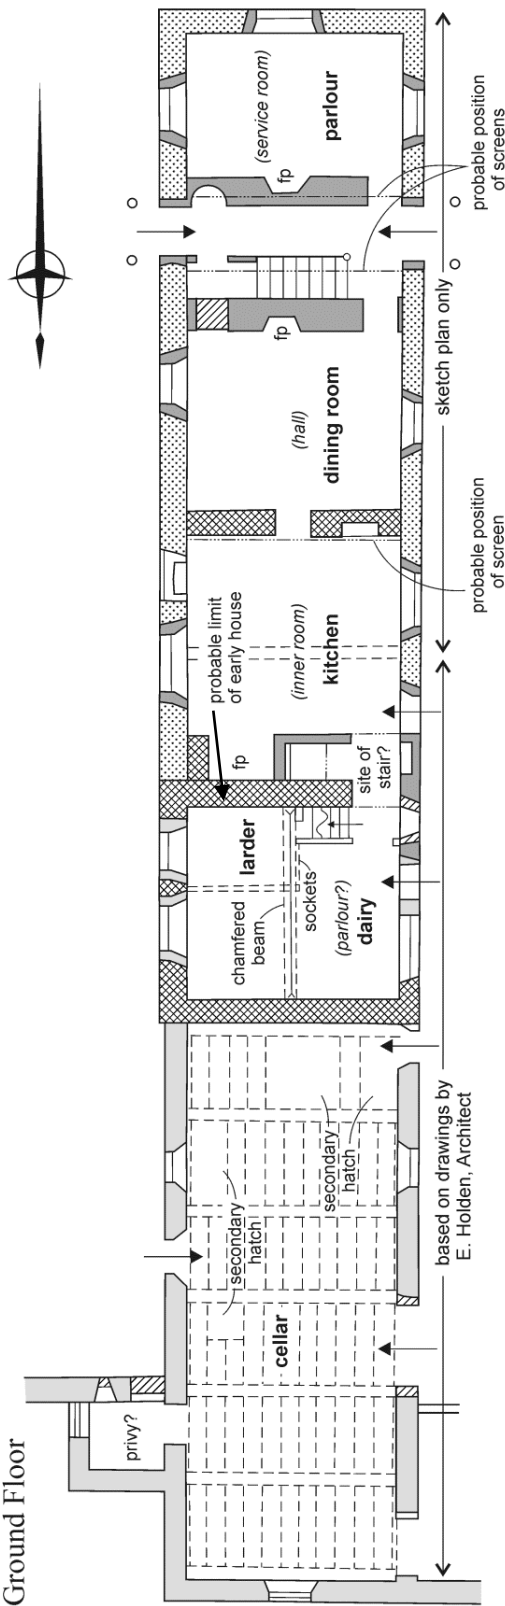 Ground Floor
privy?
cellar
secondary
hatch
secondary
hatch
based on drawings by
E. Holden, Architect
chamfered
beam
larder
sockets
(parlour?)
dairy
probable limit
of early house
fp
site of
stair?
(inner room)
kitchen
probable position
of screen
(hall)
dining room
fp
sketch plan only
fp
(service room)
parlour
probable position
of screens